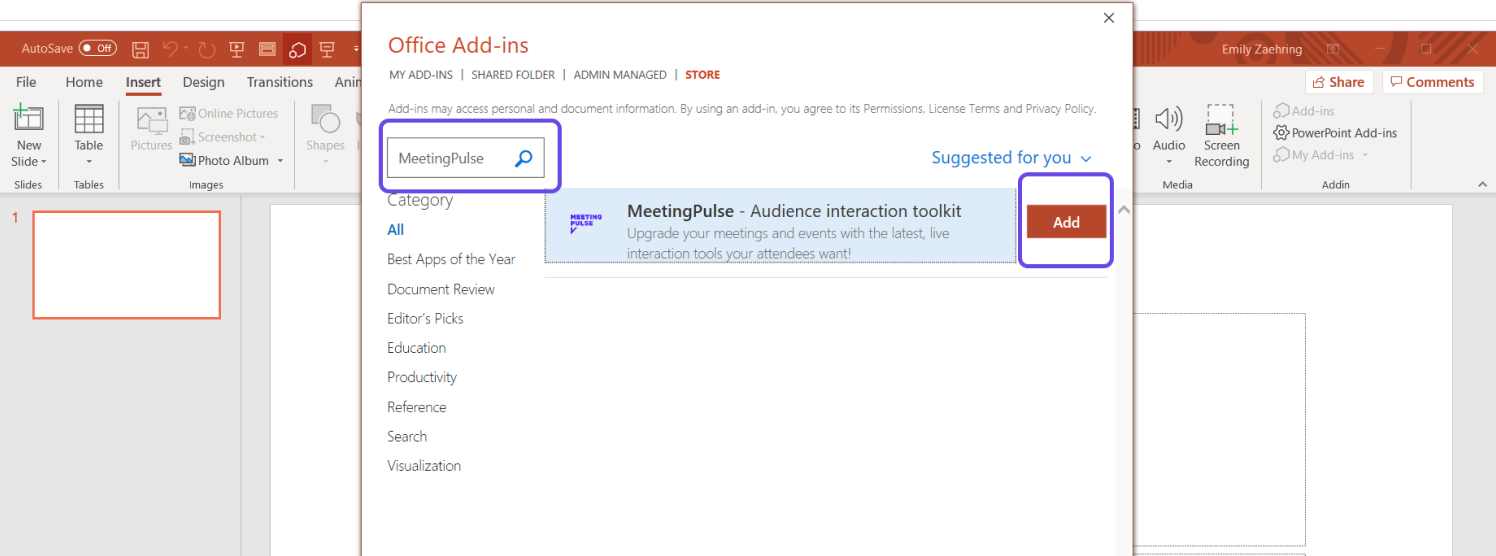 AutoSave Off
Emily Zaehring
File Home Insert Design Transitions
Share Comments
New Slide
Slides
Table
Tables
Pictures
Online Pictures
Screenshot
Photo Album
Images
Shapes
Office Add-ins
MY ADD-INS | SHARED FOLDER | ADMIN MANAGED | STORE
Add-ins may access personal and document information. By using an add-in, you agree to its Permissions, License Terms and Privacy Policy.
MeetingPulse
Suggested for you
Category
All
Best Apps of the Year
Document Review
Editor's Picks
Education
Productivity
Reference
Search
Visualization
MEETING
PULSE
MeetingPulse - Audience interaction toolkit
Upgrade your meetings and events with the latest, live
interaction tools your attendees want!
Add
Audio
Screen
Recording
Media
Add-ins
PowerPoint Add-ins
My Add-ins
Addin
1